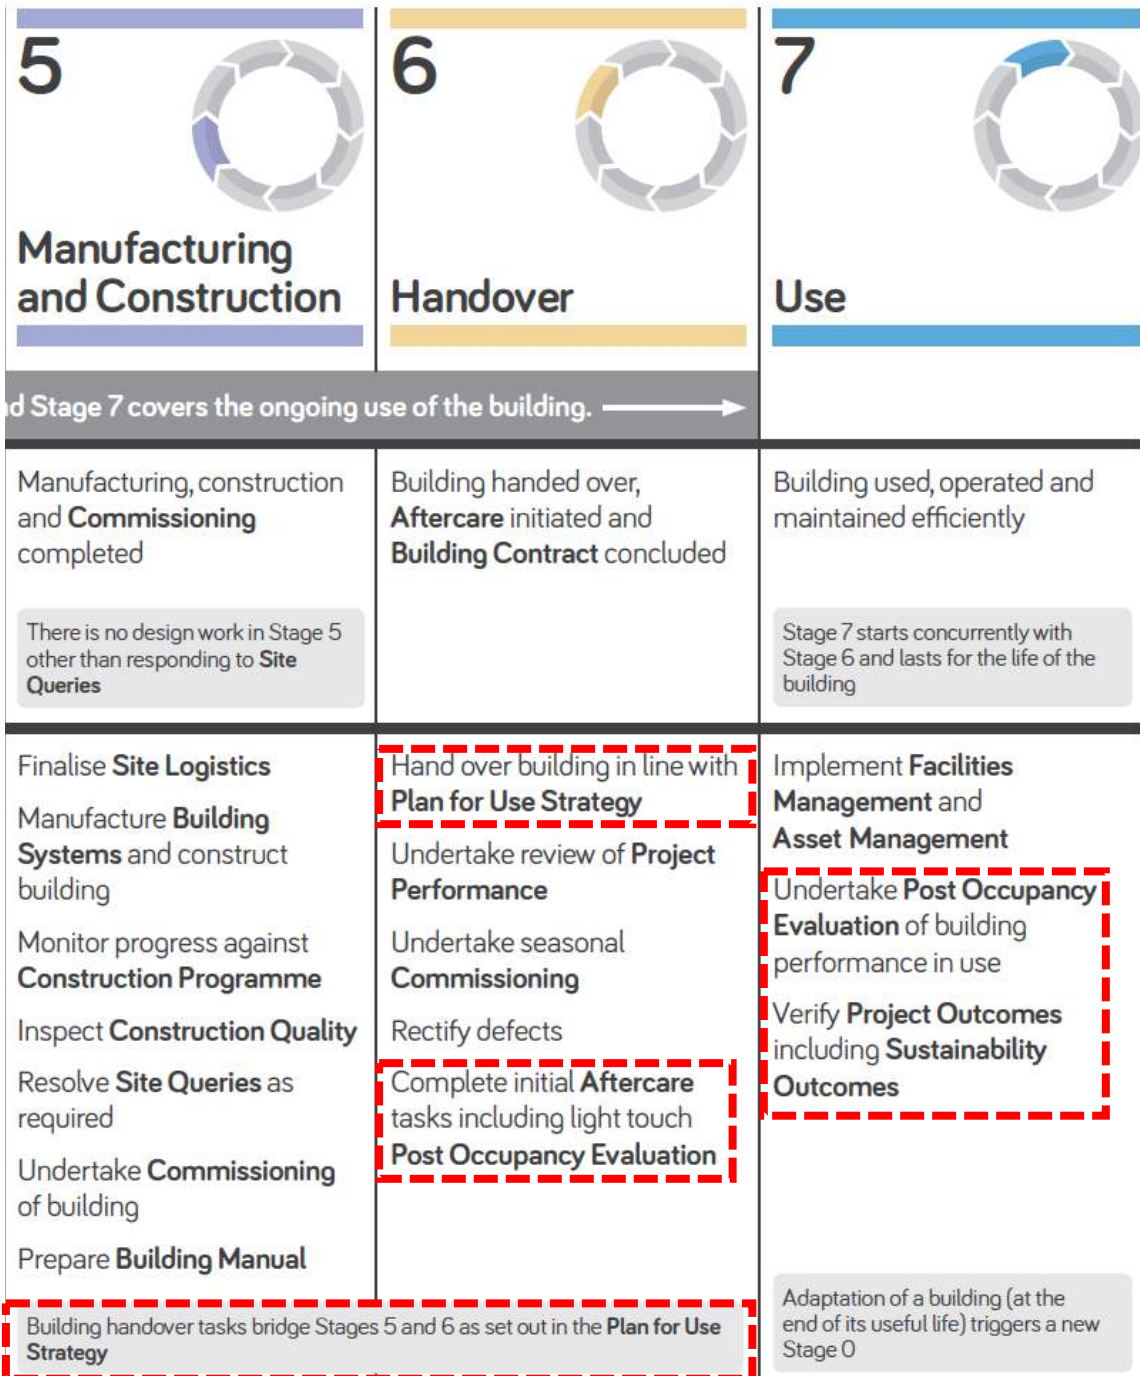 5
Manufacturing
and Construction
6
Handover
7
Use
d Stage 7 covers the ongoing use of the building.
Manufacturing, construction
and Commissioning
completed
There is no design work in Stage 5
other than responding to Site
Queries
Building handed over,
Aftercare initiated and
Building Contract concluded
Building used, operated and
maintained efficiently
Stage 7 starts concurrently with
Stage 6 and lasts for the life of the
building
Finalise Site Logistics
Manufacture Building
Systems and construct
building
Monitor progress against
Construction Programme
Inspect Construction Quality
Resolve Site Queries as
required
Undertake Commissioning
of building
Prepare Building Manual
Hand over building in line with
Plan for Use Strategy
Undertake review of Project
Performance
Undertake seasonal
Commissioning
Rectify defects
Complete initial Aftercare
tasks including light touch
Post Occupancy Evaluation
Building handover tasks bridge Stages 5 and 6 as set out in the Plan for Use
Strategy
Implement Facilities
Management and
Asset Management
Undertake Post Occupancy
Evaluation of building
performance in use
Verify Project Outcomes
including Sustainability
Outcomes
Adaptation of a building (at the
end of its useful life) triggers a new
Stage 0